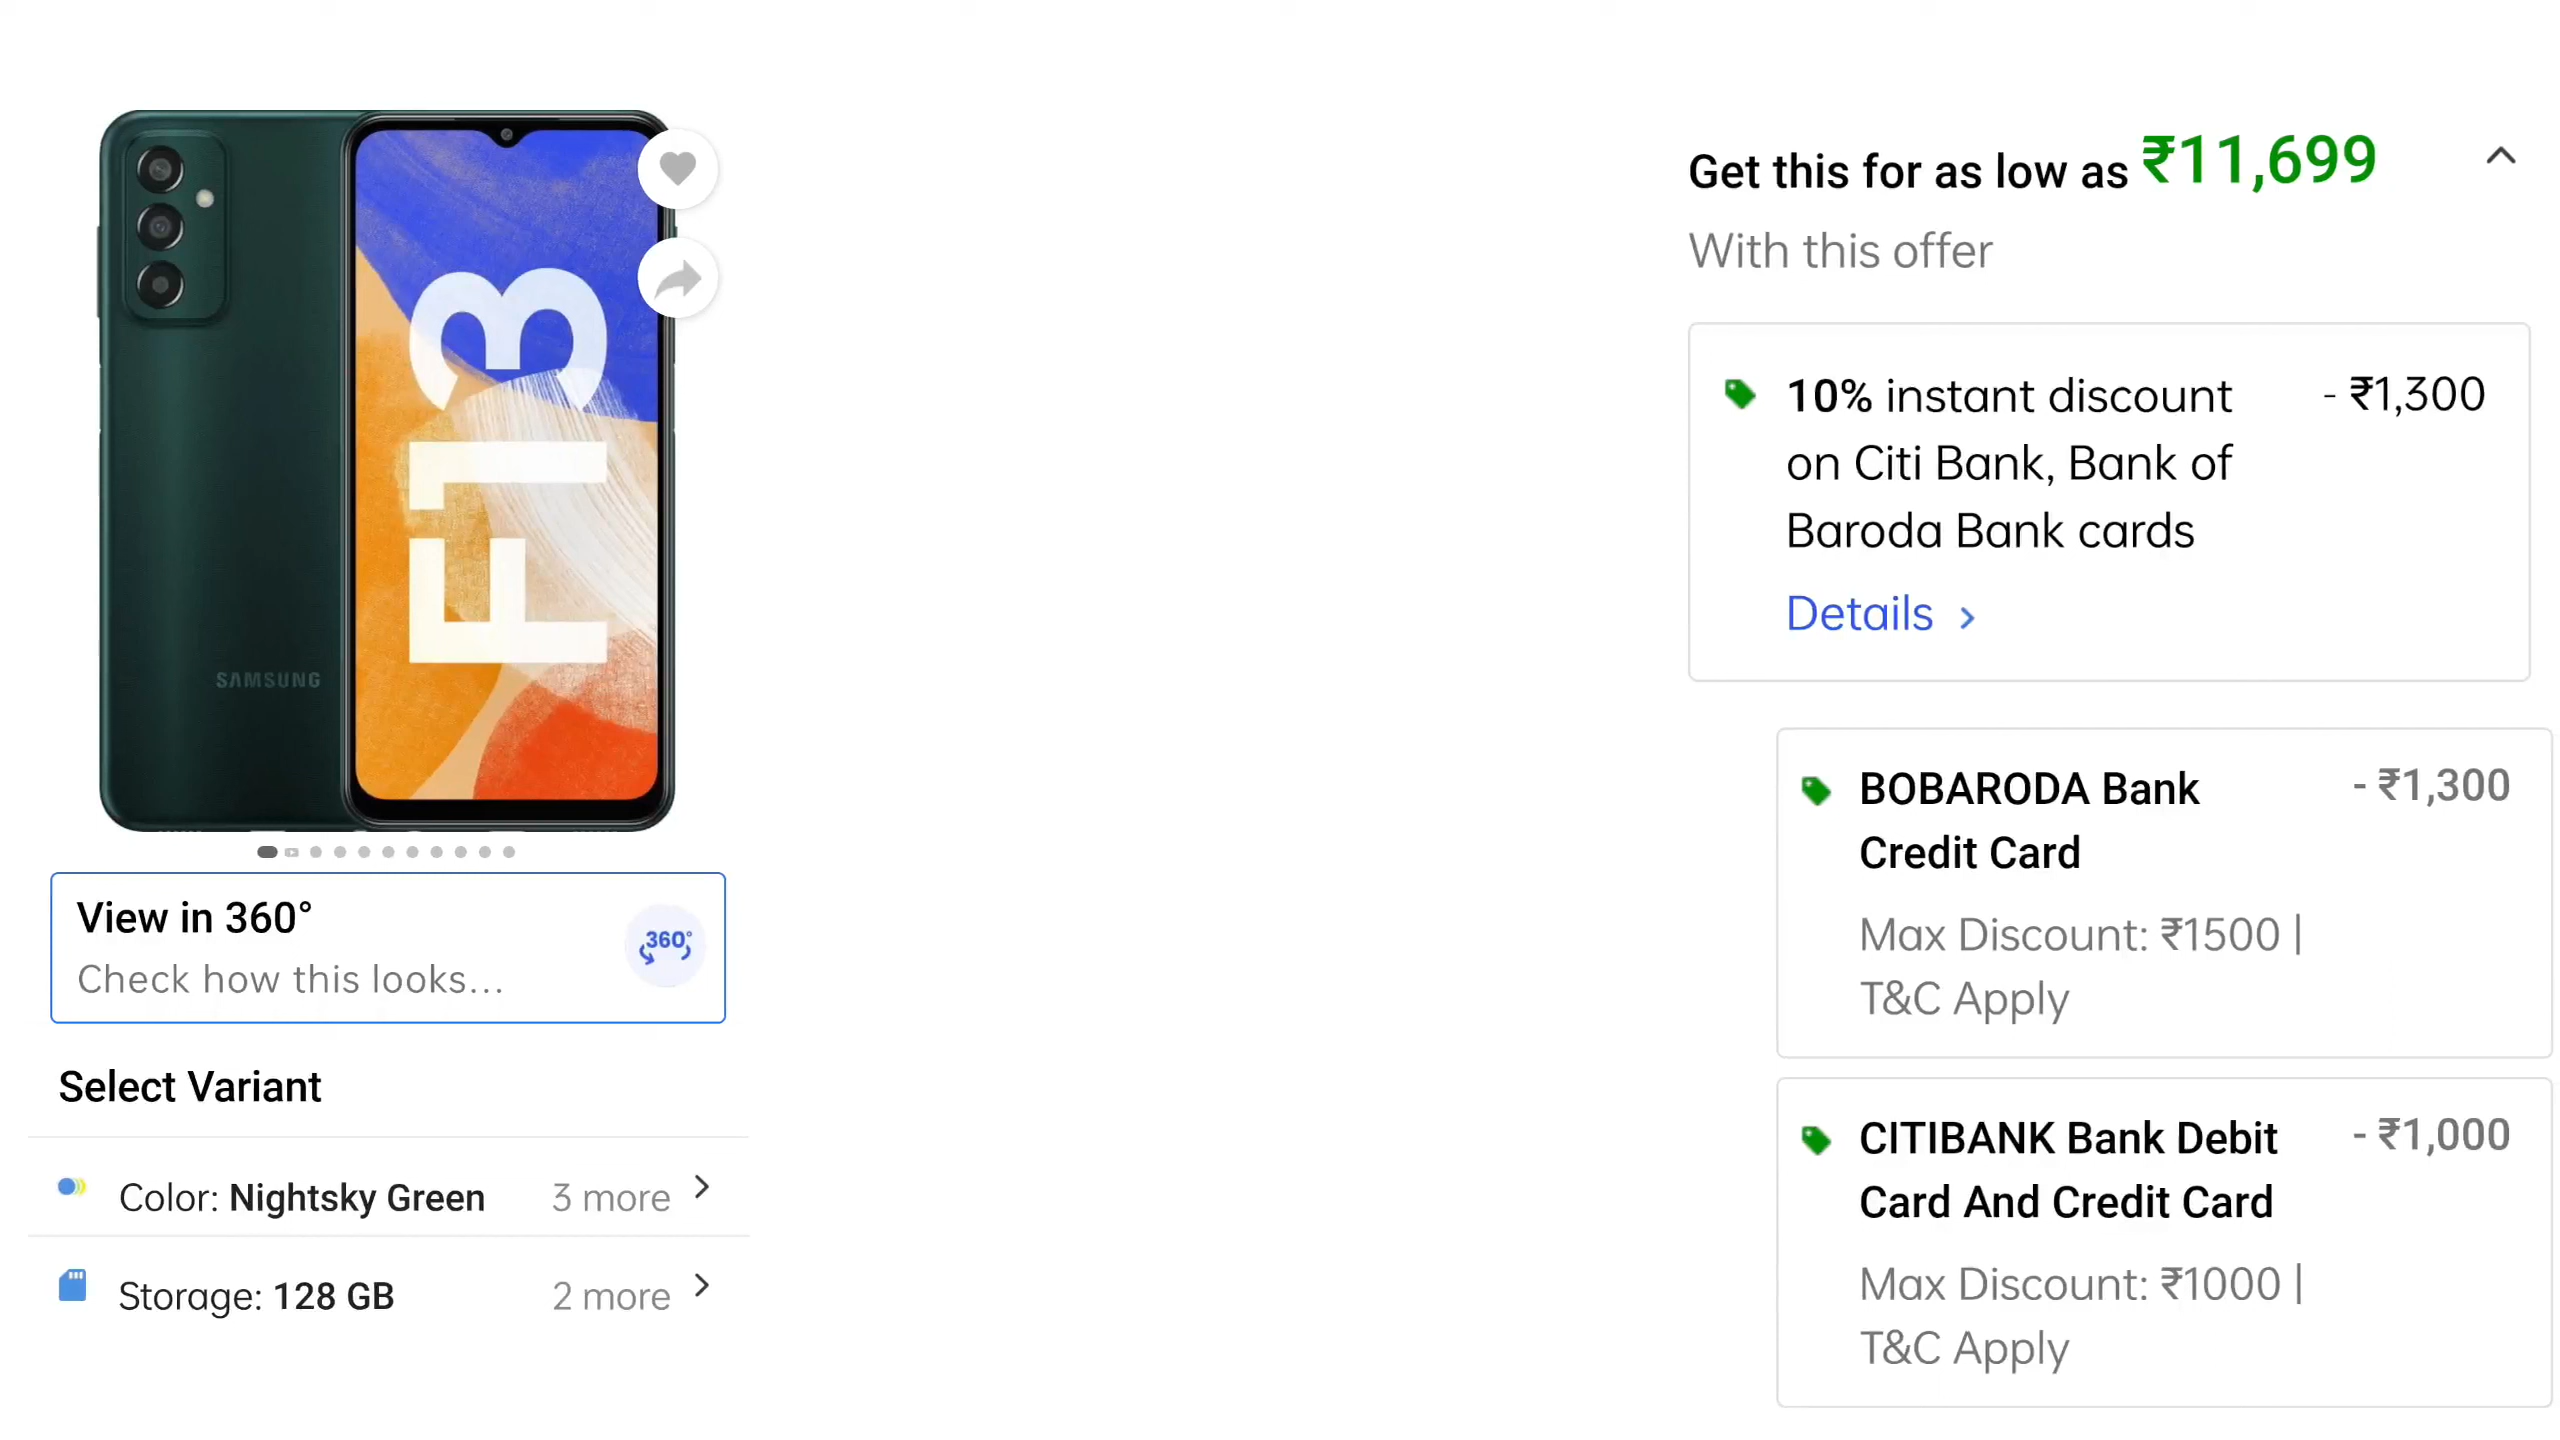 F13
SAMSUNG
View in 360°
Check how this looks...
360°
Select Variant
Color: Nightsky Green 3 more
Storage: 128 GB 2 more
Get this for as low as ₹11,699
With this offer
10% instant discount - ₹1,300
on Citi Bank, Bank of
Baroda Bank cards
Details
BOBARODA Bank - ₹1,300
Credit Card
Max Discount: ₹1500 |
T&C Apply
CITIBANK Bank Debit - ₹1,000
Card And Credit Card
Max Discount: ₹1000 |
T&C Apply